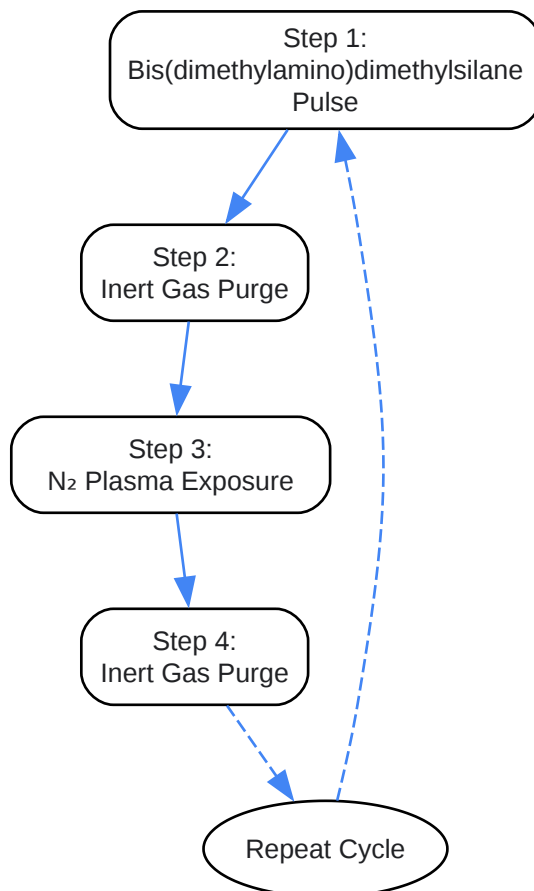 Step 1:
Bis(dimethylamino)dimethylsilane
Pulse
Step 2:
Inert Gas Purge
Step 3:
N₂ Plasma Exposure
Step 4:
Inert Gas Purge
Repeat Cycle